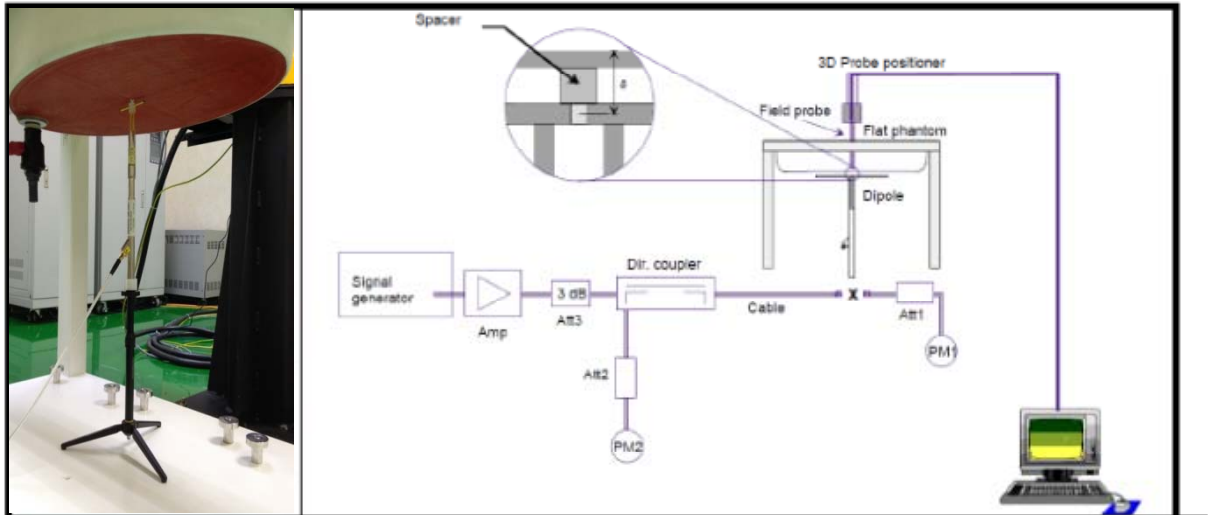 Spacer
s
3D Probe positioner
Field probe
Flat phantom
Dipole
Signal
generator
Amp
3 dB
Att3
Dir. coupler
Cable
X
Att1
PM1
Att2
PM2